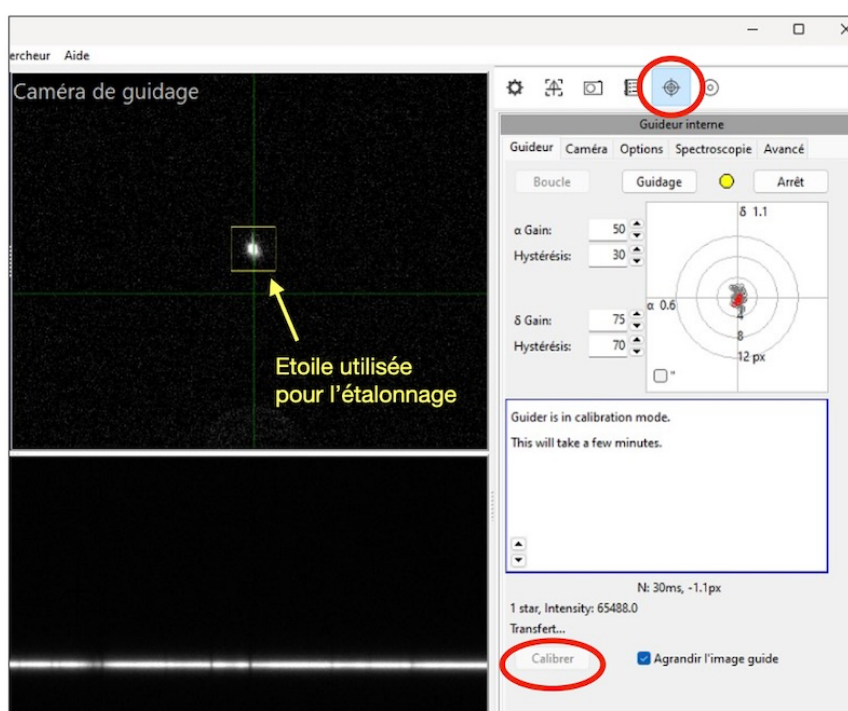 ercheur Aide
Caméra de guidage
Etoile utilisée
pour l'étalonnage
Guideur interne
Guideur Caméra Options Spectroscopie Avancé
Boucle Guidage Arrêt
δ 1.1
α Gain: 50
Hystérésis: 30
α 0.6
4
δ Gain: 75
8
Hystérésis: 70
12 px
"
Guider is in calibration mode.
This will take a few minutes.
N: 30ms, -1.1px
1 star, Intensity: 65488.0
Transfert...
Calibrer Agrandir l'image guide